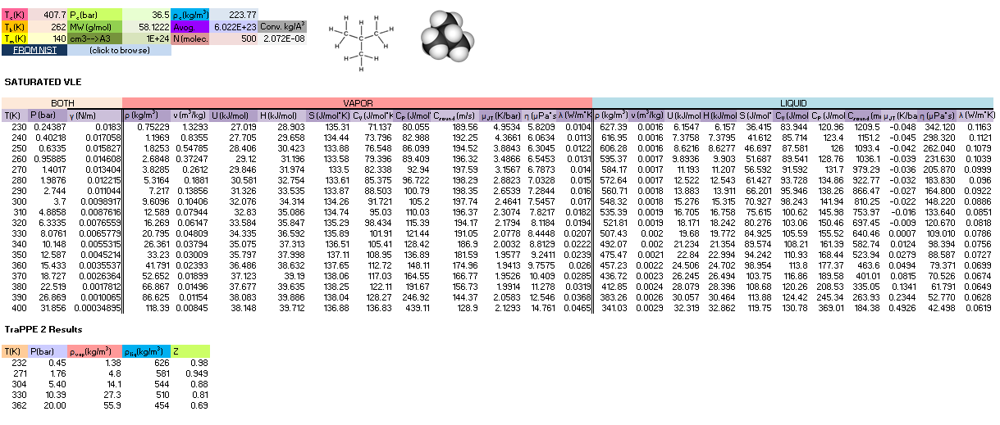 Tc(K) 407.7 Pc(bar) 36.5 ρc(kg/m³) 223.77
Tb(K) 262 MW (g/mol) 58.1222 Avog. 6.022E+23 Conv. kg/A³
Tm(K) 140 cm3-->A3 1E+24 N (molec. 500 2.072E-08
FROM NIST (click to browse)
H H H
H C C C H
H H H
H C H
H
SATURATED VLE
BOTH VAPOR LIQUID
T(K) P (bar) γ (N/m) ρ (kg/m³) v (m³/kg) U (kJ/mol) H (kJ/mol) S (J/mol*K) Cv (J/mol* Cp (J/mol* Csound (m/s) μJT (K/bar) η (μPa*s λ (W/m*K ρ (kg/m³) v (m³/kg) U (kJ/mol H (kJ/mol S (J/mol* Cv (J/mol Cp (J/mol Csound (m μJT (K/ba η (μPa*s) λ (W/m*K
230 0.24387 0.0183 0.75229 1.3293 27.019 28.903 135.31 71.137 80.055 189.56 4.9534 5.8209 0.0104 627.39 0.0016 6.1547 6.157 36.415 83.944 120.96 1209.5 -0.048 342.120 0.1163
240 0.40218 0.017058 1.1969 0.8355 27.705 29.658 134.44 73.796 82.968 192.25 4.3661 6.0634 0.0113 616.95 0.0016 7.3758 7.3795 41.612 85.714 123.4 1151.2 -0.045 298.320 0.1121
250 0.6335 0.015827 1.8253 0.54785 28.406 30.423 133.88 76.548 86.099 194.52 3.8843 6.3045 0.0122 606.28 0.0016 8.6216 8.6277 46.697 87.581 126 1093.4 -0.042 262.040 0.1079
260 0.95885 0.014608 2.6848 0.37247 29.12 31.196 133.58 79.396 89.409 196.32 3.4866 6.5453 0.0131 595.37 0.0017 9.8936 9.903 51.687 89.541 128.76 1036.1 -0.039 231.630 0.1039
270 1.4017 0.013404 3.8285 0.2612 29.846 31.974 133.5 82.338 92.94 197.59 3.1567 6.7873 0.014 584.17 0.0017 11.193 11.207 56.592 91.592 131.7 979.29 -0.036 205.870 0.0999
280 1.9876 0.012215 5.3164 0.1881 30.581 32.754 133.61 85.375 96.722 198.29 2.8823 7.0328 0.015 572.64 0.0017 12.522 12.543 61.427 93.728 134.86 922.77 -0.032 183.830 0.096
290 2.744 0.011044 7.217 0.13856 31.326 33.535 133.87 88.503 100.79 198.35 2.6539 7.2844 0.016 560.71 0.0018 13.883 13.911 66.201 95.946 138.26 866.47 -0.027 164.800 0.0922
300 3.7 0.0098917 9.6096 0.10406 32.076 34.314 134.26 91.721 105.2 197.74 2.4641 7.5457 0.017 548.32 0.0018 15.276 15.315 70.927 98.243 141.94 810.25 -0.022 148.220 0.0886
310 4.8858 0.0087616 12.589 0.07944 32.83 35.086 134.74 95.03 110.03 196.37 2.3074 7.8217 0.0182 535.39 0.0019 16.705 16.758 75.615 100.62 145.98 753.97 -0.016 133.640 0.0851
320 6.3335 0.0076559 16.269 0.06147 33.584 35.847 135.29 98.434 115.39 194.17 2.1794 8.1184 0.0194 521.81 0.0019 18.171 18.242 80.276 103.06 150.46 697.45 -0.009 120.670 0.0818
330 8.0761 0.0065779 20.795 0.04809 34.335 36.592 135.89 101.91 121.44 191.05 2.0778 8.4448 0.0207 507.43 0.002 19.68 19.772 84.925 105.59 155.52 640.46 0.0007 109.010 0.0786
340 10.148 0.0055315 26.361 0.03794 35.075 37.313 136.51 105.41 128.42 186.9 2.0032 8.8129 0.0222 492.07 0.002 21.234 21.354 89.574 108.21 161.39 582.74 0.0124 98.394 0.0756
350 12.587 0.0045214 33.23 0.03009 35.797 37.998 137.11 108.95 136.89 181.59 1.9577 9.2411 0.0239 475.47 0.0021 22.84 22.994 94.242 110.93 168.44 523.94 0.0279 88.587 0.0727
360 15.433 0.0035537 41.791 0.02393 36.486 38.632 137.65 112.72 148.11 174.96 1.9413 9.7575 0.026 457.23 0.0022 24.506 24.702 98.954 113.8 177.37 463.6 0.0494 79.371 0.0699
370 18.727 0.0026364 52.652 0.01899 37.123 39.19 138.06 117.03 164.55 166.77 1.9526 10.409 0.0285 436.92 0.0023 26.245 26.494 103.75 116.86 189.58 401.01 0.0815 70.526 0.0674
380 22.519 0.0017812 66.867 0.01496 37.677 39.635 138.25 122.11 191.67 156.73 1.9914 11.278 0.0319 412.85 0.0024 28.079 28.396 108.68 120.26 208.53 335.05 0.1341 61.791 0.0649
390 26.869 0.0010065 86.625 0.01154 38.083 39.886 138.04 128.27 246.92 144.37 2.0583 12.546 0.0368 383.26 0.0026 30.057 30.464 113.88 124.42 245.34 263.93 0.2344 52.770 0.0628
400 31.856 0.00034895 118.39 0.00845 38.148 39.712 136.88 136.83 439.11 128.9 2.1293 14.761 0.0465 341.03 0.0029 32.319 32.862 119.75 130.78 369.01 184.38 0.4926 42.498 0.0619
TraPPE 2 Results
T(K) P(bar) ρvap(kg/m³) ρliq(kg/m³) Z
232 0.45 1.38 626 0.98
271 1.76 4.8 581 0.949
304 5.40 14.1 544 0.88
330 10.39 27.3 510 0.81
362 20.00 55.9 454 0.69